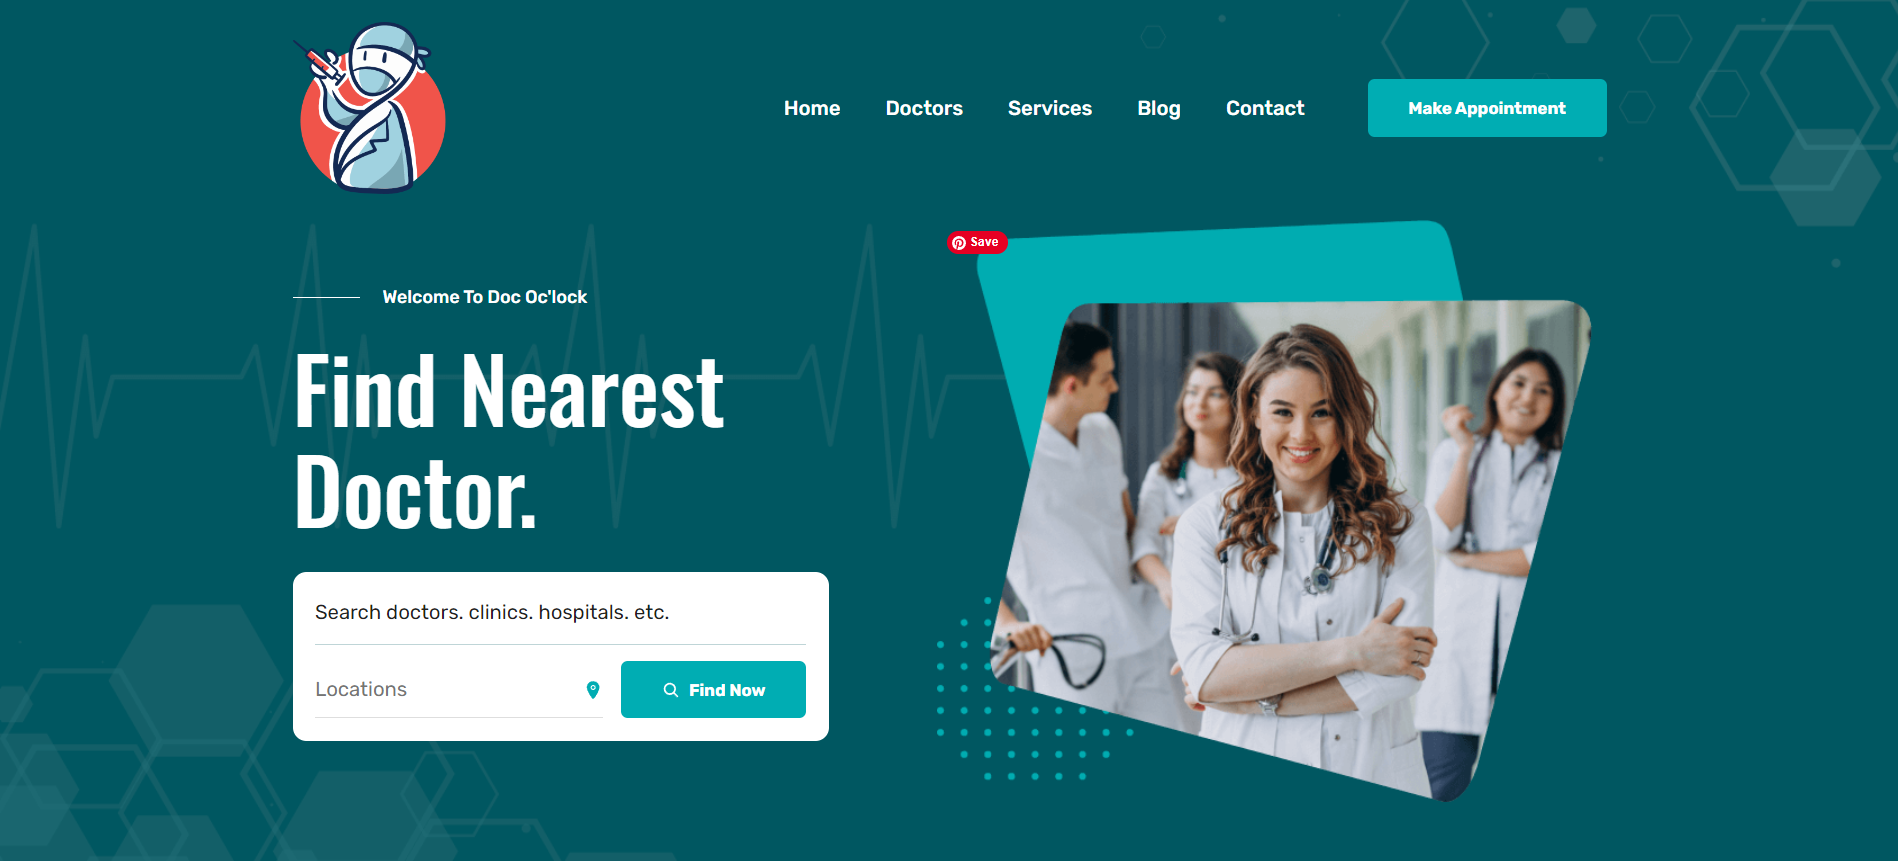 Home Doctors Services Blog Contact Make Appointment
Save
Welcome To Doc Oc'lock
Find Nearest
Doctor.
Search doctors. clinics. hospitals. etc.
Locations
Find Now